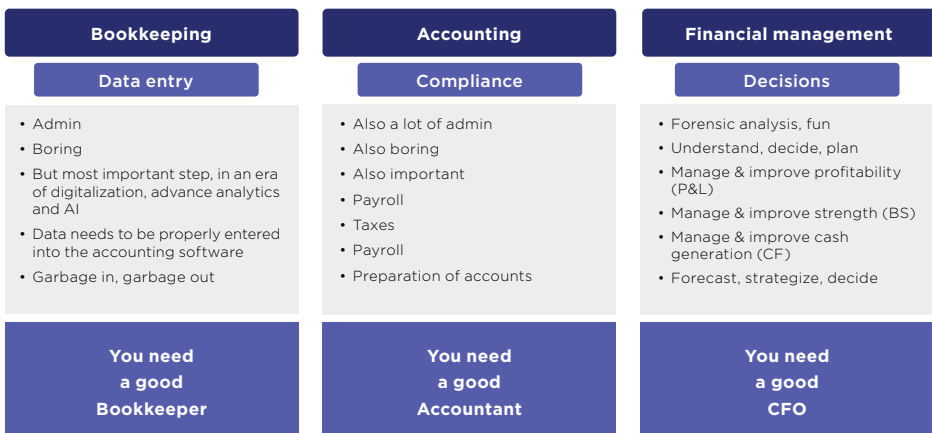 Bookkeeping
Data entry
• Admin
• Boring
• But most important step, in an era
of digitalization, advance analytics
and AI
• Data needs to be properly entered
into the accounting software
• Garbage in, garbage out
You need
a good
Bookkeeper
Accounting
Compliance
• Also a lot of admin
• Also boring
• Also important
• Payroll
• Taxes
• Payroll
• Preparation of accounts
You need
a good
Accountant
Financial management
Decisions
• Forensic analysis, fun
• Understand, decide, plan
• Manage & improve profitability
(P&L)
• Manage & improve strength (BS)
• Manage & improve cash
generation (CF)
• Forecast, strategize, decide
You need
a good
CFO